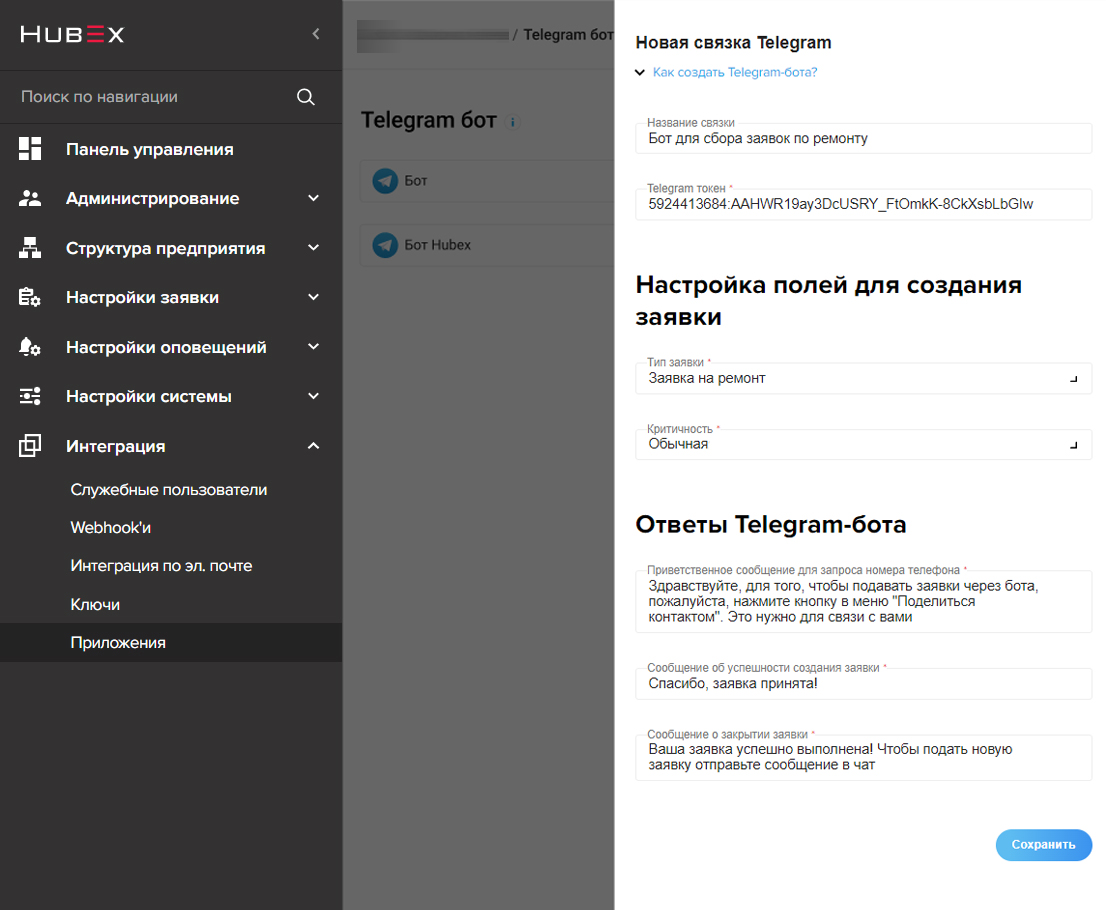 HUBEX
Поиск по навигации
Панель управления
Администрирование
Структура предприятия
Настройки заявки
Настройки оповещений
Настройки системы
Интеграция
Служебные пользователи
Webhook'и
Интеграция по эл. почте
Ключи
Приложения
/ Telegram бот
Telegram бот
Бот
Бот Hubex
Новая связка Telegram
Как создать Telegram-бота?
Название связки
Бот для сбора заявок по ремонту
Telegram токен *
5924413684:AAHWR19ay3DcUSRY_FtOmkK-8CkXsbLbGlw
Настройка полей для создания
заявки
Тип заявки *
Заявка на ремонт
Критичность *
Обычная
Ответы Telegram-бота
Приветственное сообщение для запроса номера телефона *
Здравствуйте, для того, чтобы подавать заявки через бота,
пожалуйста, нажмите кнопку в меню "Поделиться
контактом". Это нужно для связи с вами
Сообщение об успешности создания заявки *
Спасибо, заявка принята!
Сообщение о закрытии заявки *
Ваша заявка успешно выполнена! Чтобы подать новую
заявку отправьте сообщение в чат
Сохранить